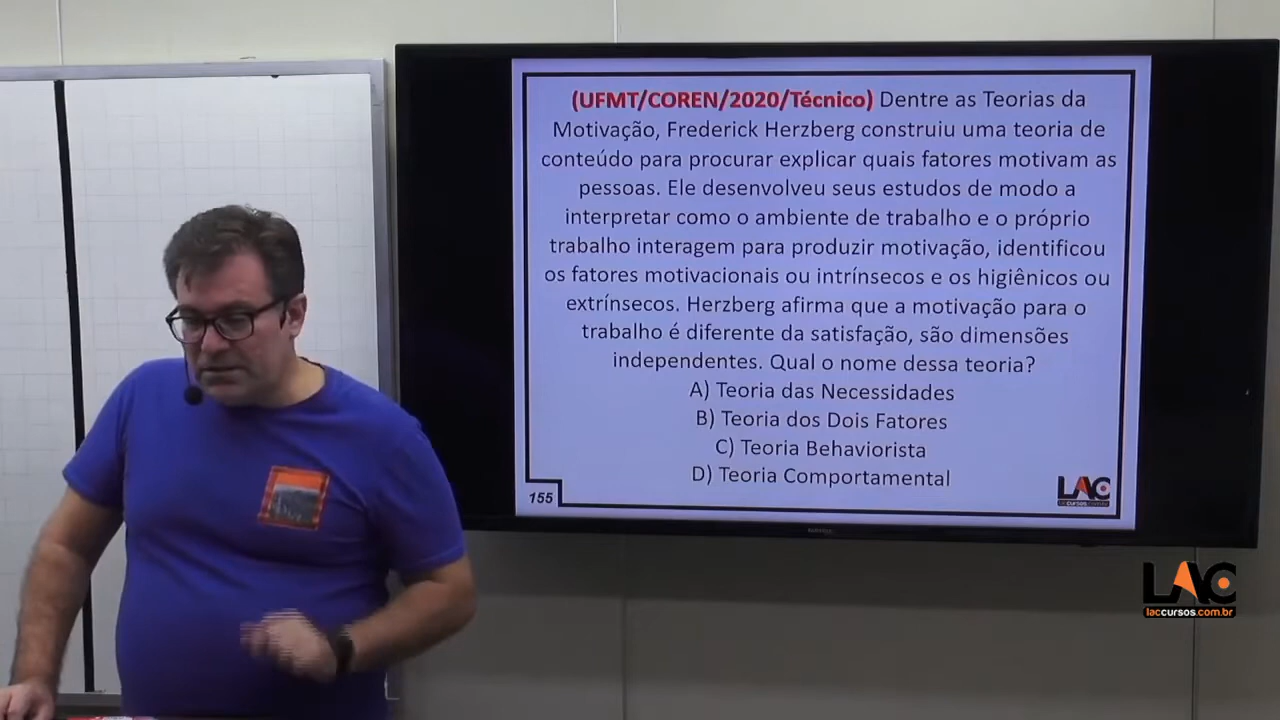 (UFMT/COREN/2020/Técnico) Dentre as Teorias da
Motivação, Frederick Herzberg construiu uma teoria de
conteúdo para procurar explicar quais fatores motivam as
pessoas. Ele desenvolveu seus estudos de modo a
interpretar como o ambiente de trabalho e o próprio
trabalho interagem para produzir motivação, identificou
os fatores motivacionais ou intrínsecos e os higiênicos ou
extrínsecos. Herzberg afirma que a motivação para o
trabalho é diferente da satisfação, são dimensões
independentes. Qual o nome dessa teoria?
A) Teoria das Necessidades
B) Teoria dos Dois Fatores
C) Teoria Behaviorista
D) Teoria Comportamental
155
LAC
LAC
laccursos.com.br